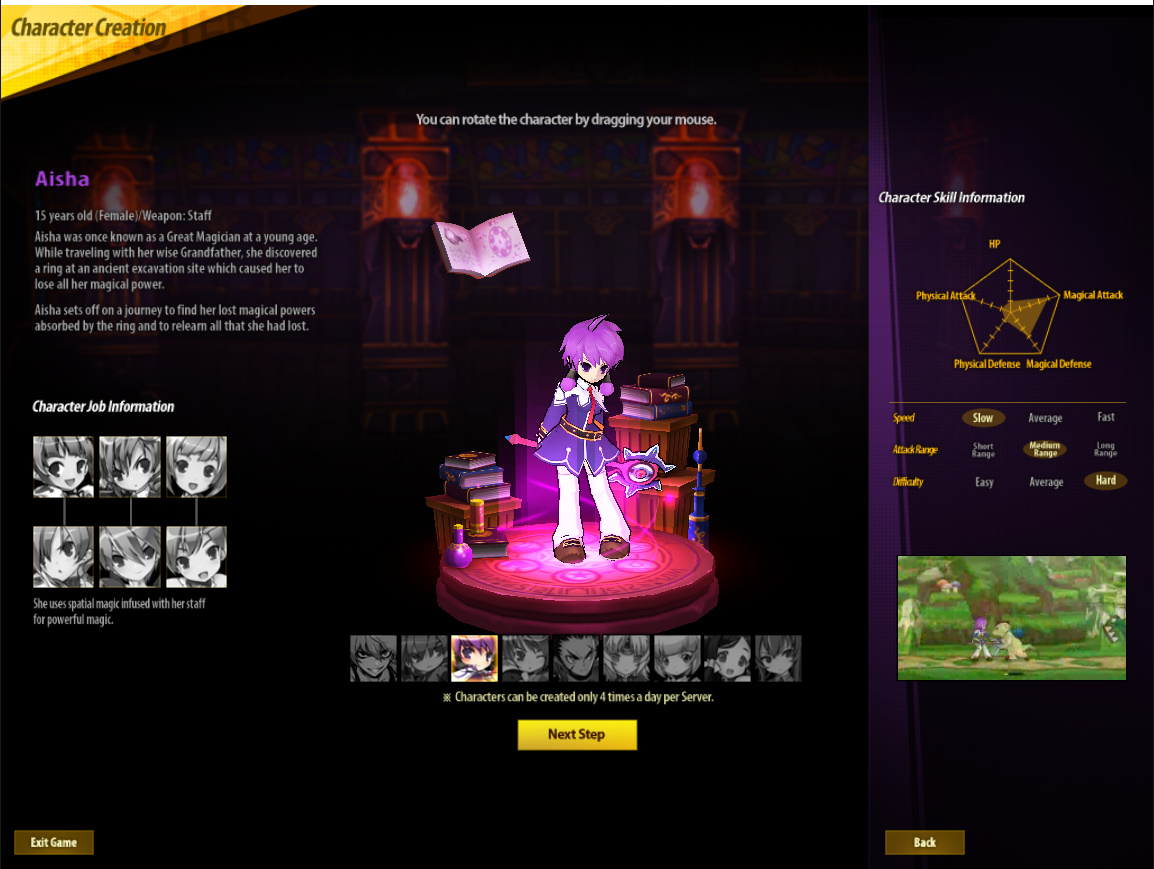 Character Creation
You can rotate the character by dragging your mouse.
Aisha
15 years old (Female)/Weapon: Staff
Aisha was once known as a Great Magician at a young age.
While traveling with her wise Grandfather, she discovered
a ring at an ancient excavation site which caused her to
lose all her magical power.
Aisha sets off on a journey to find her lost magical powers
absorbed by the ring and to relearn all that she had lost.
Character Job Information
She uses spatial magic infused with her staff
for powerful magic.
※ Characters can be created only 4 times a day per Server.
Next Step
Exit Game
Character Skill Information
HP
Physical Attack
Magical Attack
Physical Defense
Magical Defense
Speed Slow Average Fast
Attack Range Short Range Medium Range Long Range
Difficulty Easy Average Hard
Back